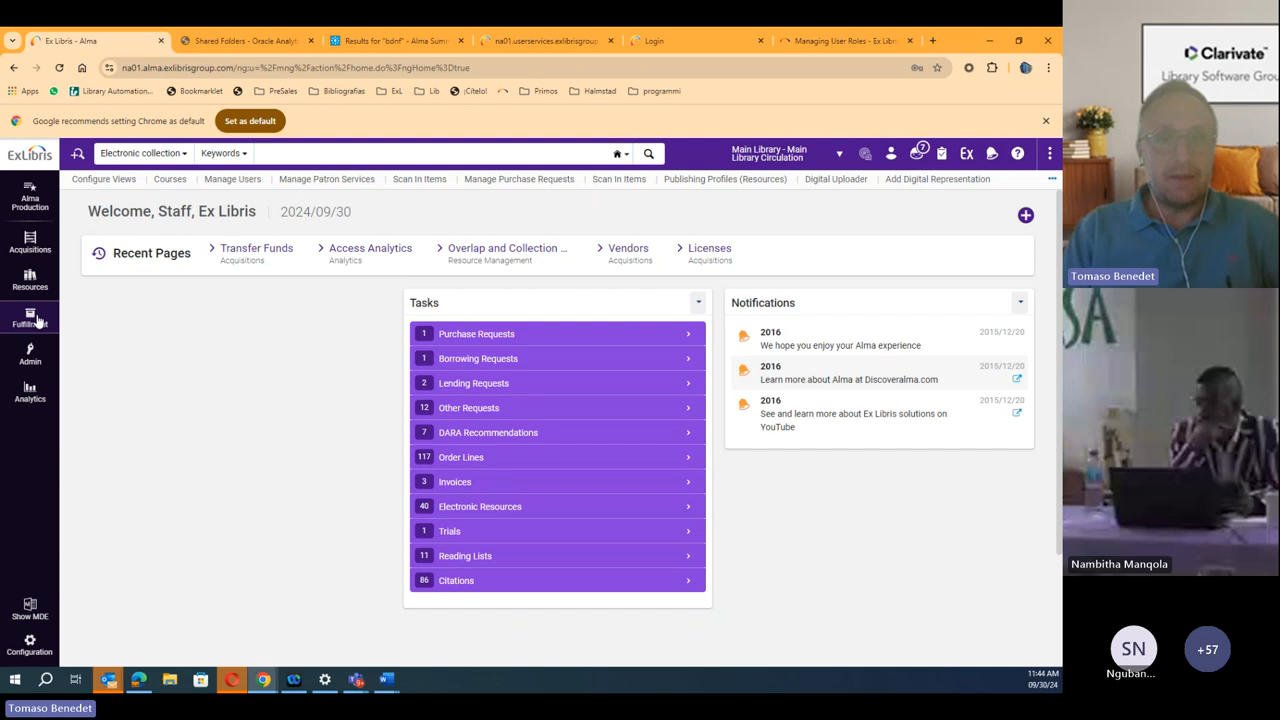 Ex Libris - Alma
Shared Folders - Oracle Analyti
Results for "bdnf" - Alma Summ
na01.userservices.exlibrisgroup
Login
Managing User Roles - Ex Libr
na01.alma.exlibrisgroup.com/ng:u=%2Fmng%2Faction%2Fhome.do%3FngHome%3Dtrue
Apps
Library Automation...
Bookmarklet
PreSales
Bibliografias
ExL
Lib
¡Cítelo!
Primos
Halmstad
programmi
Google recommends setting Chrome as default
Set as default
ExLibris
Electronic collection
Keywords
Main Library - Main
Library Circulation
7
Ex
Configure Views
Courses
Manage Users
Manage Patron Services
Scan In Items
Manage Purchase Requests
Scan In Items
Publishing Profiles (Resources)
Digital Uploader
Add Digital Representation
Alma
Production
Acquisitions
Resources
Fulfillment
Admin
Analytics
Show MDE
Configuration
Welcome, Staff, Ex Libris
2024/09/30
Recent Pages
Transfer Funds
Acquisitions
Access Analytics
Analytics
Overlap and Collection ...
Resource Management
Vendors
Acquisitions
Licenses
Acquisitions
Tasks
1 Purchase Requests
1 Borrowing Requests
2 Lending Requests
12 Other Requests
7 DARA Recommendations
117 Order Lines
3 Invoices
40 Electronic Resources
1 Trials
11 Reading Lists
86 Citations
Notifications
2016 2015/12/20
We hope you enjoy your Alma experience
2016 2015/12/20
Learn more about Alma at Discoveralma.com
2016 2015/12/20
See and learn more about Ex Libris solutions on
YouTube
11:44 AM
09/30/24
Tomaso Benedet
Clarivate™
Library Software Grou
Tomaso Benedet
SA
Nambitha Manqola
SN
Nguban...
+57